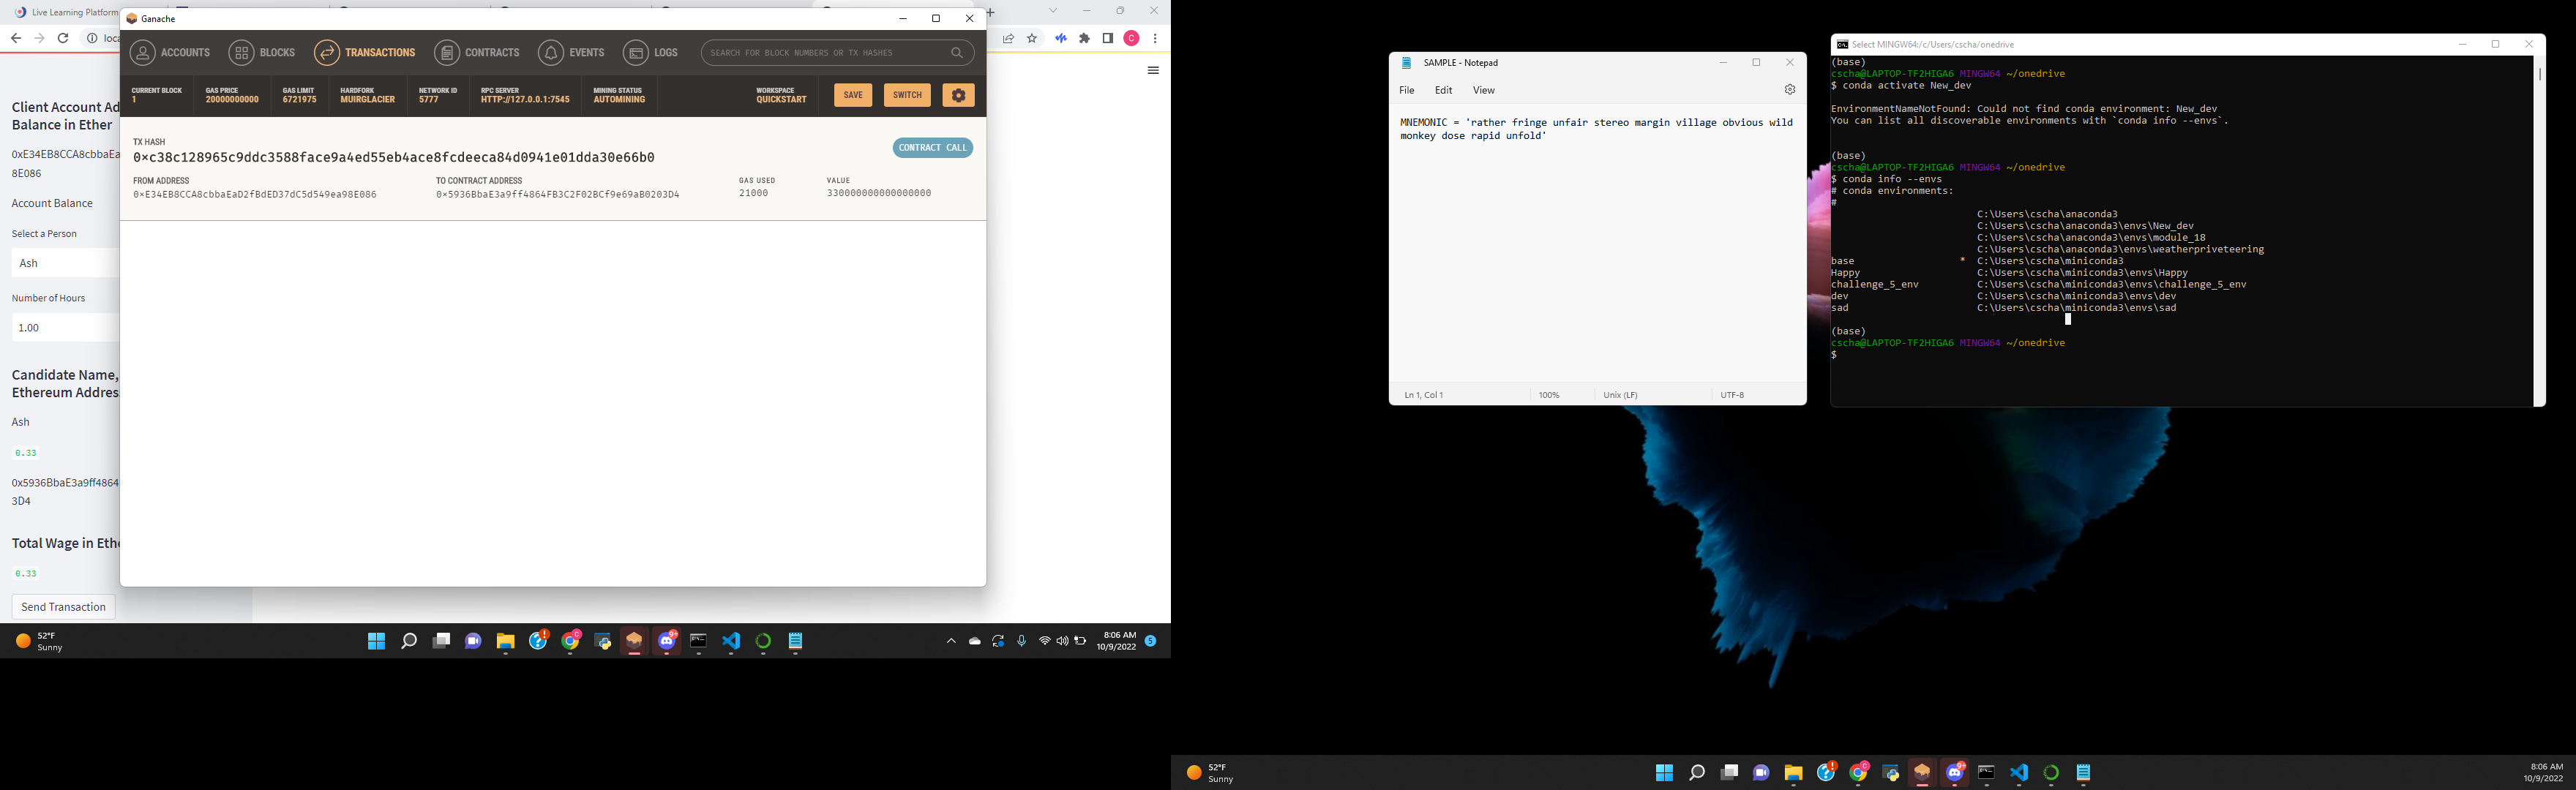 Live Learning Platform
Ganache
ACCOUNTS
BLOCKS
TRANSACTIONS
CONTRACTS
EVENTS
LOGS
SEARCH FOR BLOCK NUMBERS OR TX HASHES
CURRENT BLOCK
1
GAS PRICE
20000000000
GAS LIMIT
6721975
HARDFORK
MUIRGLACIER
NETWORK ID
5777
RPC SERVER
HTTP://127.0.0.1:7545
MINING STATUS
AUTOMINING
WORKSPACE
QUICKSTART
SAVE
SWITCH
TX HASH
0×c38c128965c9ddc3588face9a4ed55eb4ace8fcdeeca84d0941e01dda30e66b0
CONTRACT CALL
FROM ADDRESS
0×E34EB8CCA8cbbaEaD2fBdED37dC5d549ea98E086
TO CONTRACT ADDRESS
0×5936BbaE3a9ff4864FB3C2F02BCf9e69aB0203D4
GAS USED
21000
VALUE
330000000000000000
Client Account Ad
Balance in Ether
0xE34EB8CCA8cbbaEa
8E086
Account Balance
Select a Person
Ash
Number of Hours
1.00
Candidate Name,
Ethereum Addres
Ash
0.33
0x5936BbaE3a9ff4864
3D4
Total Wage in Eth
0.33
Send Transaction
52°F
Sunny
8:06 AM
10/9/2022
5
SAMPLE - Notepad
File Edit View
MNEMONIC = 'rather fringe unfair stereo margin village obvious wild
monkey dose rapid unfold'
Ln 1, Col 1
100%
Unix (LF)
UTF-8
Select MINGW64:/c/Users/cscha/onedrive
(base)
cscha@LAPTOP-TF2HIGA6 MINGW64 ~/onedrive
$ conda activate New_dev
EnvironmentNameNotFound: Could not find conda environment: New_dev
You can list all discoverable environments with `conda info --envs`.
(base)
cscha@LAPTOP-TF2HIGA6 MINGW64 ~/onedrive
$ conda info --envs
# conda environments:
#
C:\Users\cscha\anaconda3
C:\Users\cscha\anaconda3\envs\New_dev
C:\Users\cscha\anaconda3\envs\module_18
C:\Users\cscha\anaconda3\envs\weatherpriveteering
base * C:\Users\cscha\miniconda3
Happy C:\Users\cscha\miniconda3\envs\Happy
challenge_5_env C:\Users\cscha\miniconda3\envs\challenge_5_env
dev C:\Users\cscha\miniconda3\envs\dev
sad C:\Users\cscha\miniconda3\envs\sad
(base)
cscha@LAPTOP-TF2HIGA6 MINGW64 ~/onedrive
$
52°F
Sunny
8:06 AM
10/9/2022